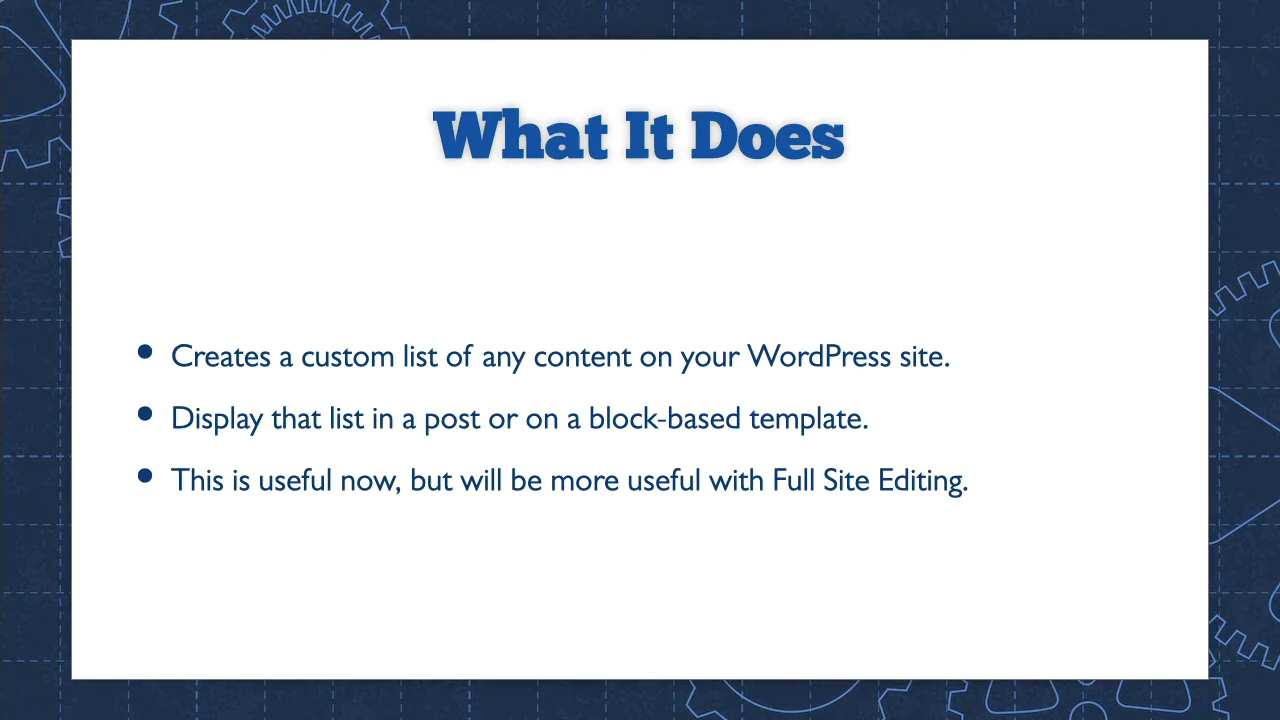 What It Does
• Creates a custom list of any content on your WordPress site.
• Display that list in a post or on a block-based template.
• This is useful now, but will be more useful with Full Site Editing.